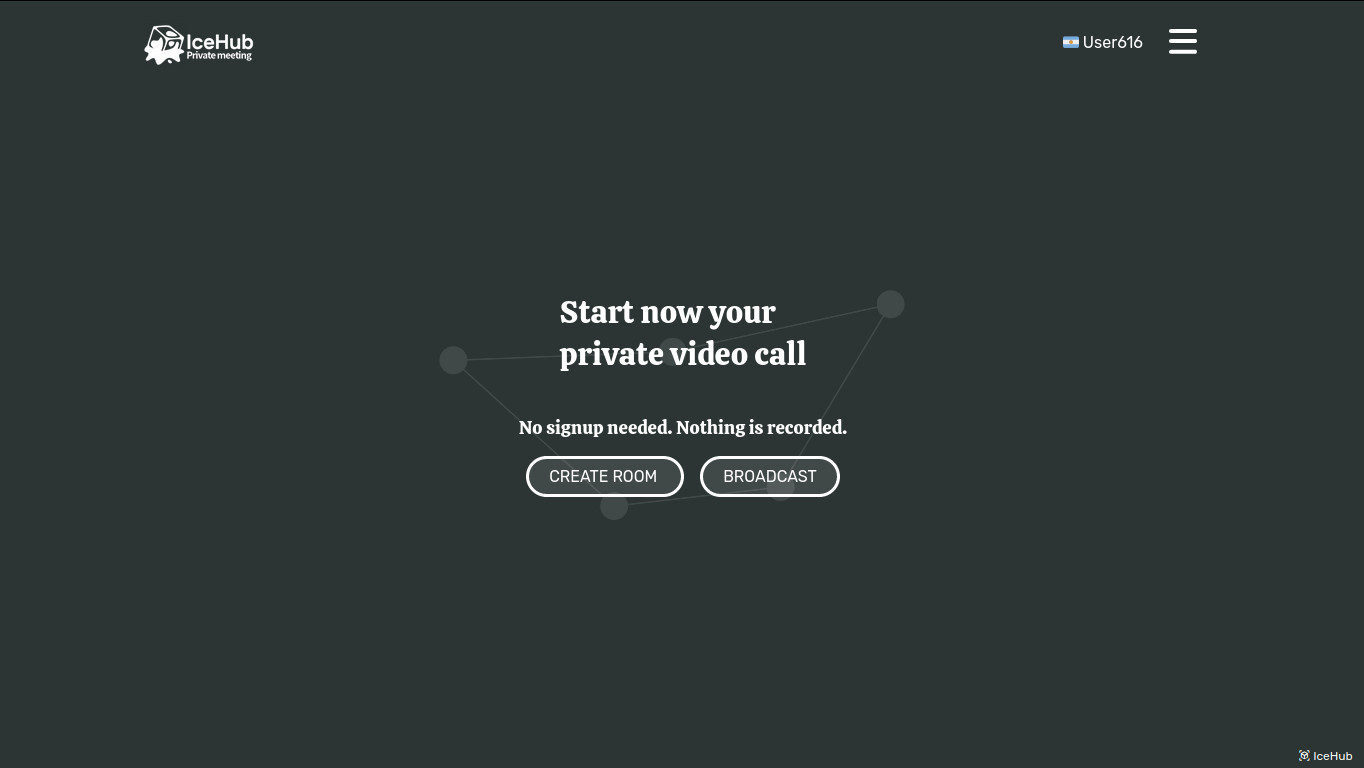 IceHub
Private meeting
User616
Start now your
private video call
No signup needed. Nothing is recorded.
CREATE ROOM
BROADCAST
IceHub